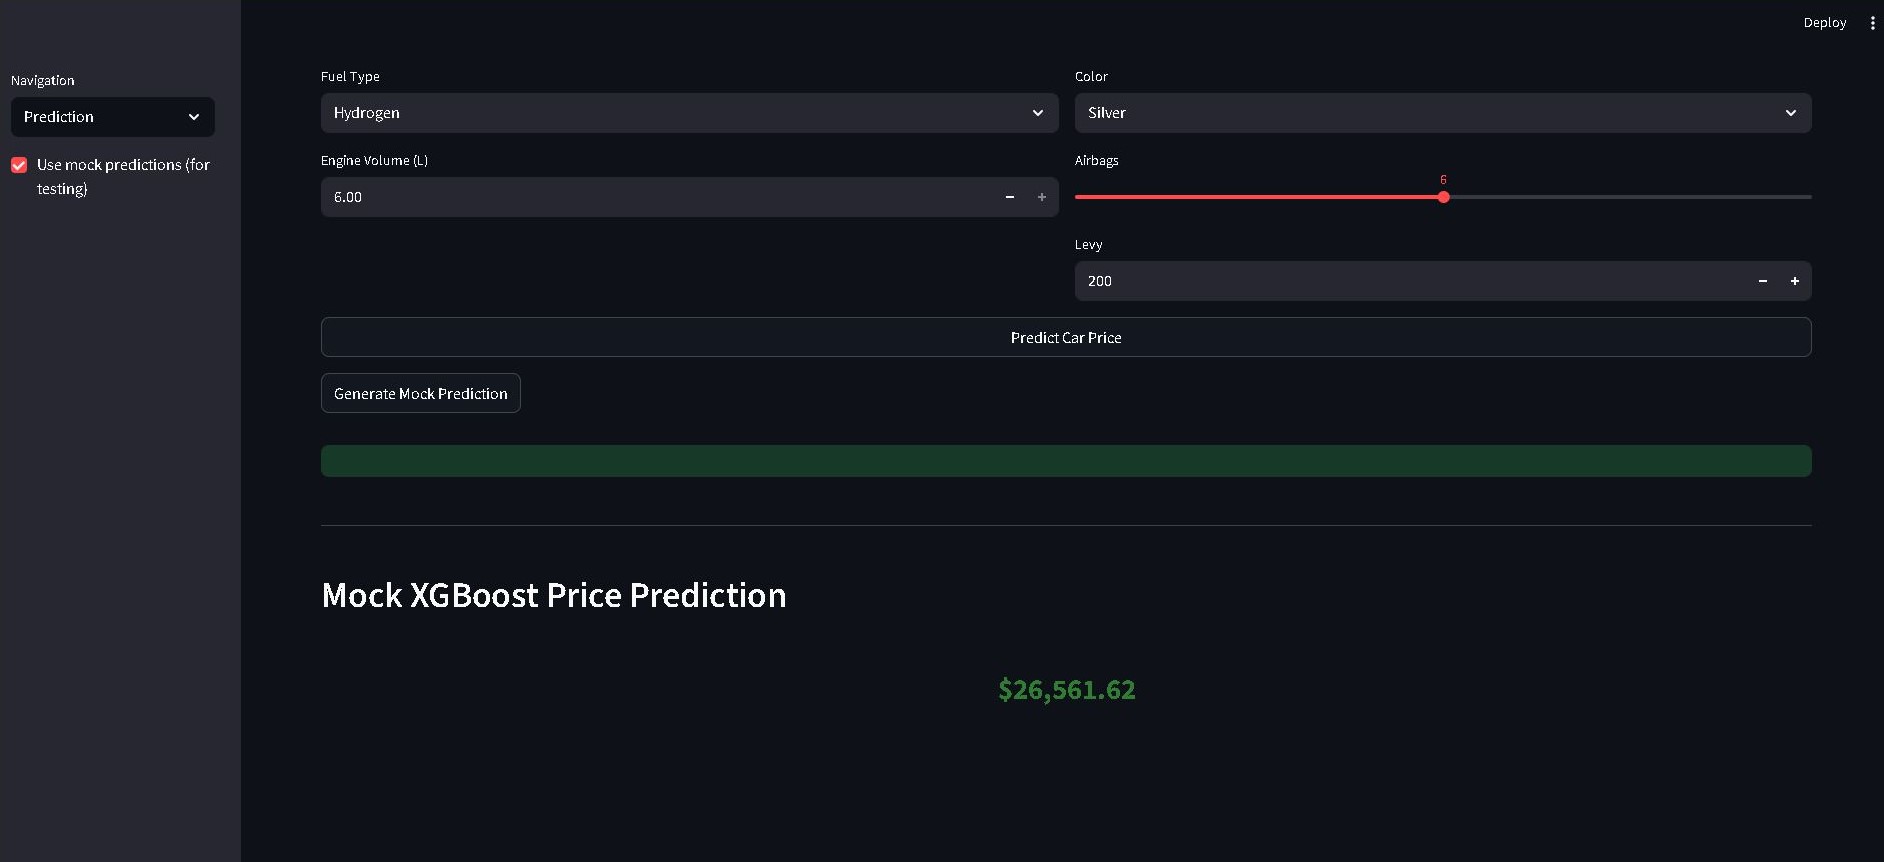 Deploy
Navigation
Prediction
Use mock predictions (for
testing)
Fuel Type
Hydrogen
Color
Silver
Engine Volume (L)
6.00
Airbags
6
Levy
200
Predict Car Price
Generate Mock Prediction
Mock XGBoost Price Prediction
$26,561.62